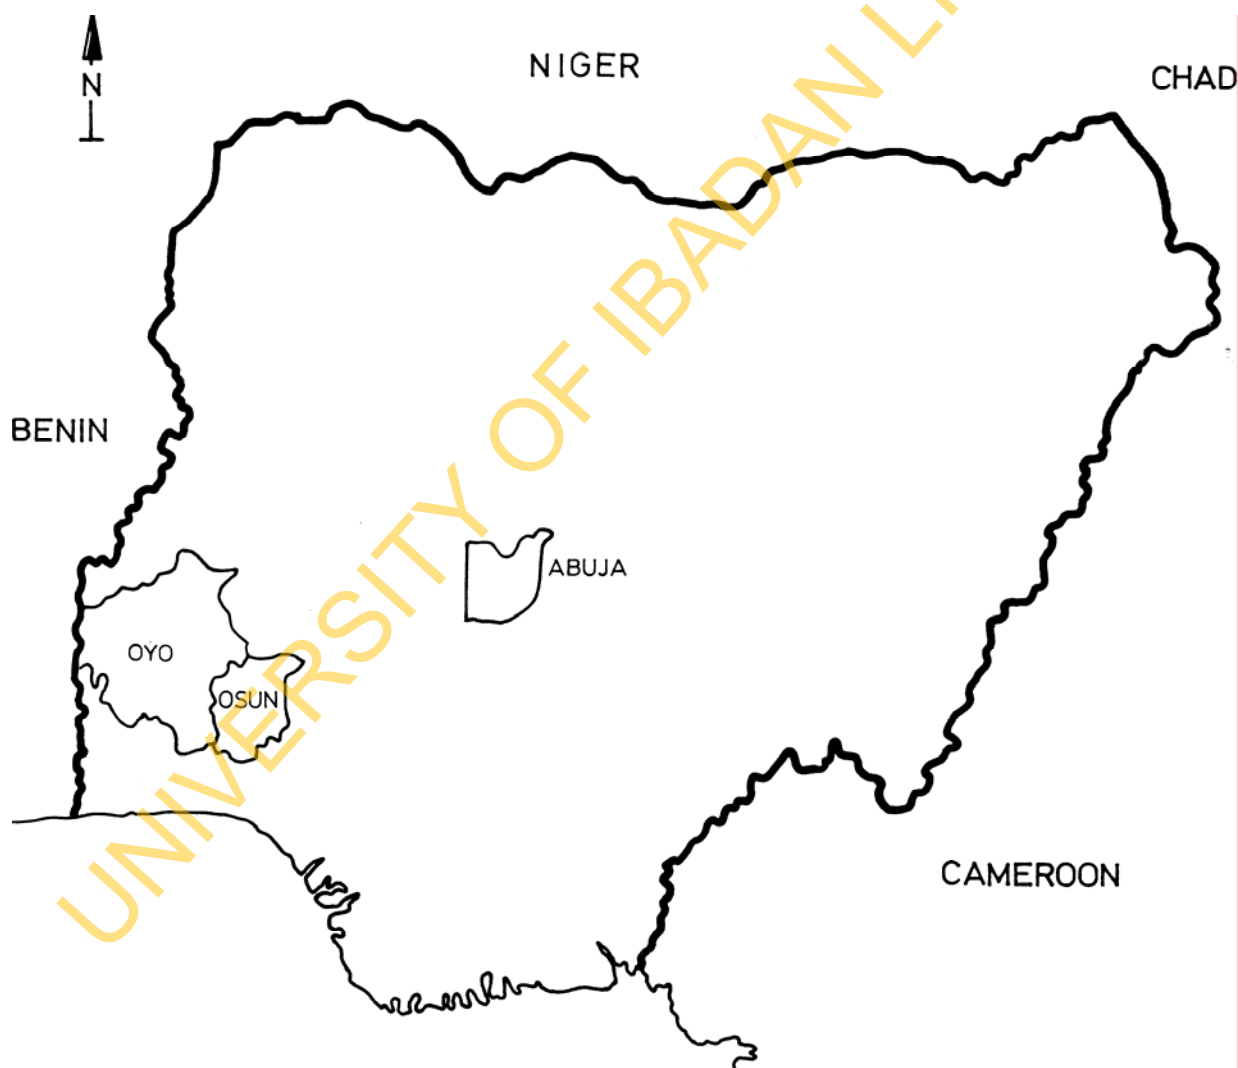 N
NIGER
CHAD
BENIN
ABUJA
OYO
OSUN
CAMEROON
UNIVERSITY OF IBADAN LI